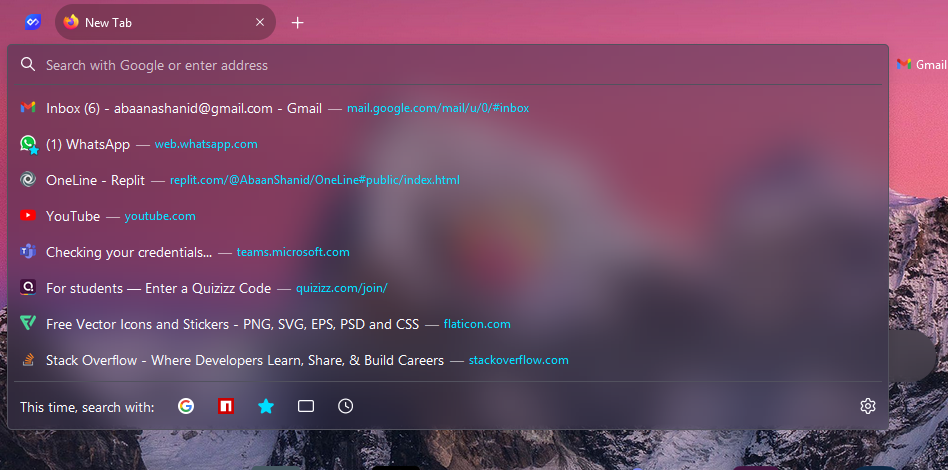 New Tab
Search with Google or enter address
Gmail
Inbox (6) - abaanashanid@gmail.com - Gmail — mail.google.com/mail/u/0/#inbox
(1) WhatsApp — web.whatsapp.com
OneLine - Replit — replit.com/@AbaanShanid/OneLine#public/index.html
YouTube — youtube.com
Checking your credentials... — teams.microsoft.com
For students — Enter a Quizizz Code — quizizz.com/join/
Free Vector Icons and Stickers - PNG, SVG, EPS, PSD and CSS — flaticon.com
Stack Overflow - Where Developers Learn, Share, & Build Careers — stackoverflow.com
This time, search with: